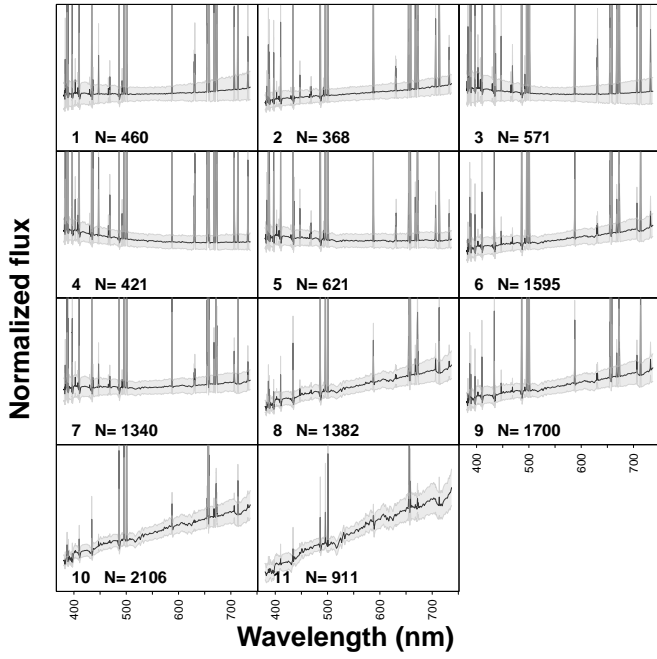 1 N= 460
2 N= 368
3 N= 571
4 N= 421
5 N= 621
6 N= 1595
7 N= 1340
8 N= 1382
9 N= 1700
400 500 600 700
10 N= 2106
11 N= 911
400 500 600 700
400 500 600 700
Normalized flux
Wavelength (nm)